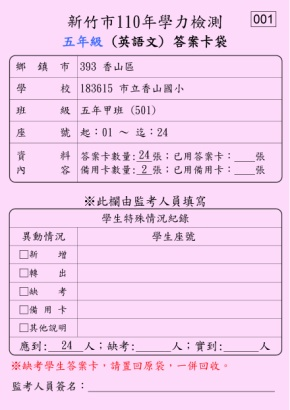 新竹市110年學力檢測
001
五年級 (英語文) 答案卡袋
鄉鎮市 393 香山區
學校 183615 市立香山國小
班級 五年甲班 (501)
座號 起：01 ～ 迄：24
資料內容 答案卡數量：24張；已用答案卡：____張
備用卡數量：2張；已用備用卡：____張
※此欄由監考人員填寫
學生特殊情況紀錄
異動情況 學生座號
□新增
□轉出
□缺考
□備用卡
□其他說明
應到：24人；缺考：____人；實到：____人
※缺考學生答案卡，請置回原袋，一併回收。
監考人員簽名：